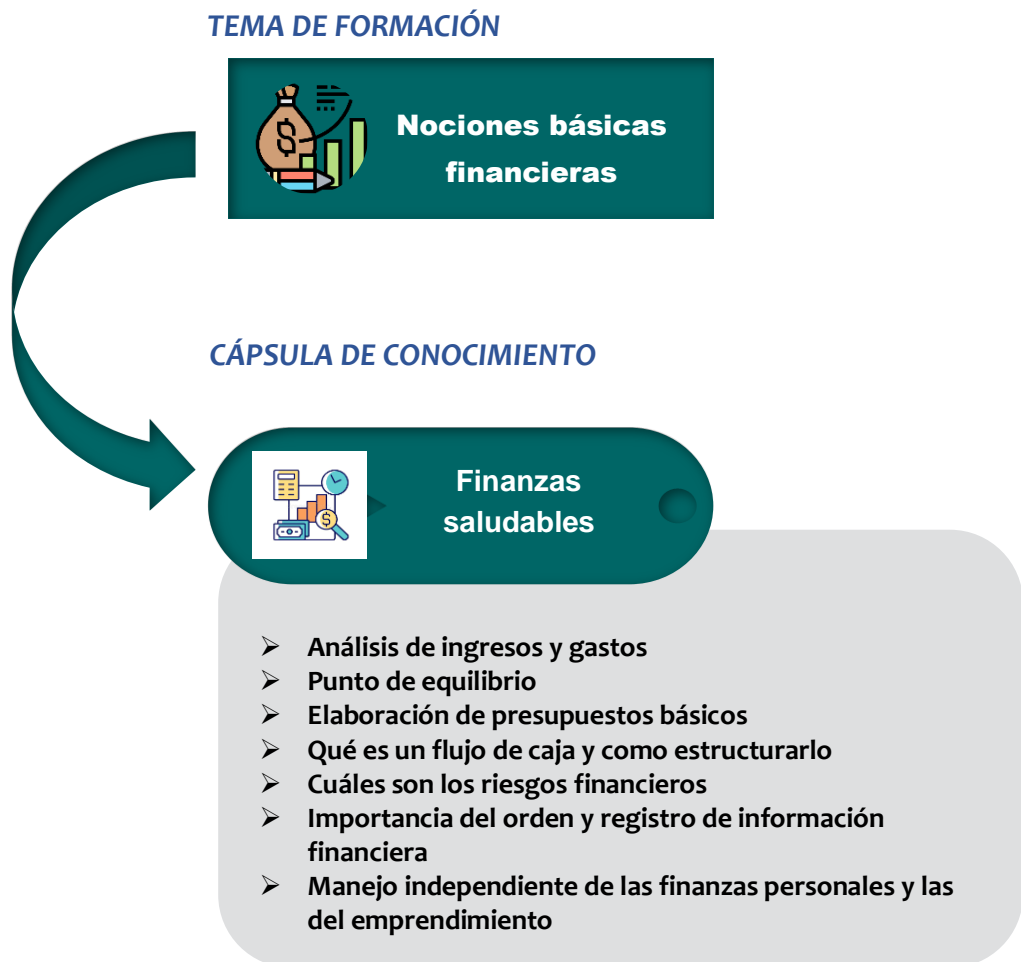 TEMA DE FORMACIÓN
Nociones básicas
financieras
CÁPSULA DE CONOCIMIENTO
Finanzas
saludables
➢ Análisis de ingresos y gastos
➢ Punto de equilibrio
➢ Elaboración de presupuestos básicos
➢ Qué es un flujo de caja y como estructurarlo
➢ Cuáles son los riesgos financieros
➢ Importancia del orden y registro de información
financiera
➢ Manejo independiente de las finanzas personales y las
del emprendimiento